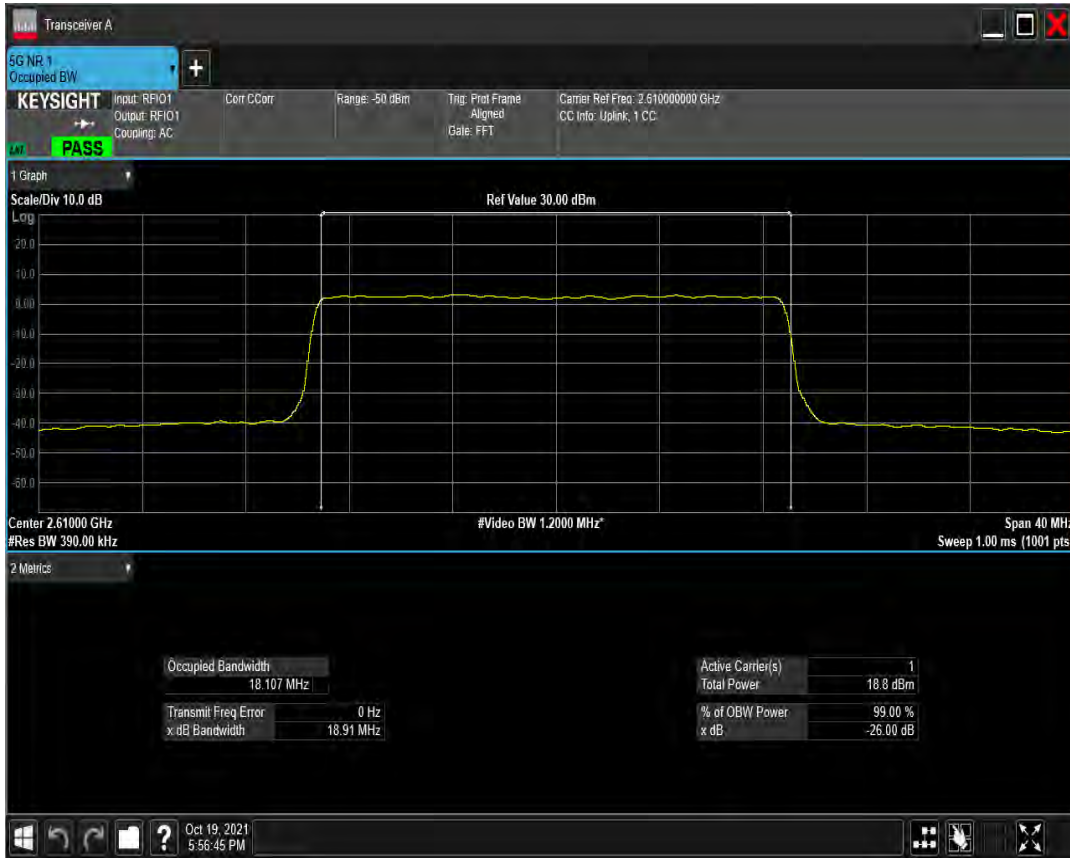 Transceiver A
5G NR 1
Occupied BW
KEYSIGHT
Input: RFIO1
Output: RFIO1
Coupling: AC
Corr CCorr
Range: -50 dBm
Trig: Prot Frame
Aligned
Gate: FFT
Carrier Ref Freq: 2.610000000 GHz
CC Info: Uplink, 1 CC
PASS
1 Graph
Scale/Div 10.0 dB
Ref Value 30.00 dBm
Log
20.0
10.0
0.00
-10.0
-20.0
-30.0
-40.0
-50.0
-60.0
Center 2.61000 GHz
#Video BW 1.2000 MHz*
Span 40 MHz
#Res BW 390.00 kHz
Sweep 1.00 ms (1001 pts
2 Metrics
Occupied Bandwidth
18.107 MHz
Transmit Freq Error 0 Hz
x dB Bandwidth 18.91 MHz
Active Carrier(s) 1
Total Power 18.8 dBm
% of OBW Power 99.00 %
x dB -26.00 dB
?
Oct 19, 2021
5:56:45 PM